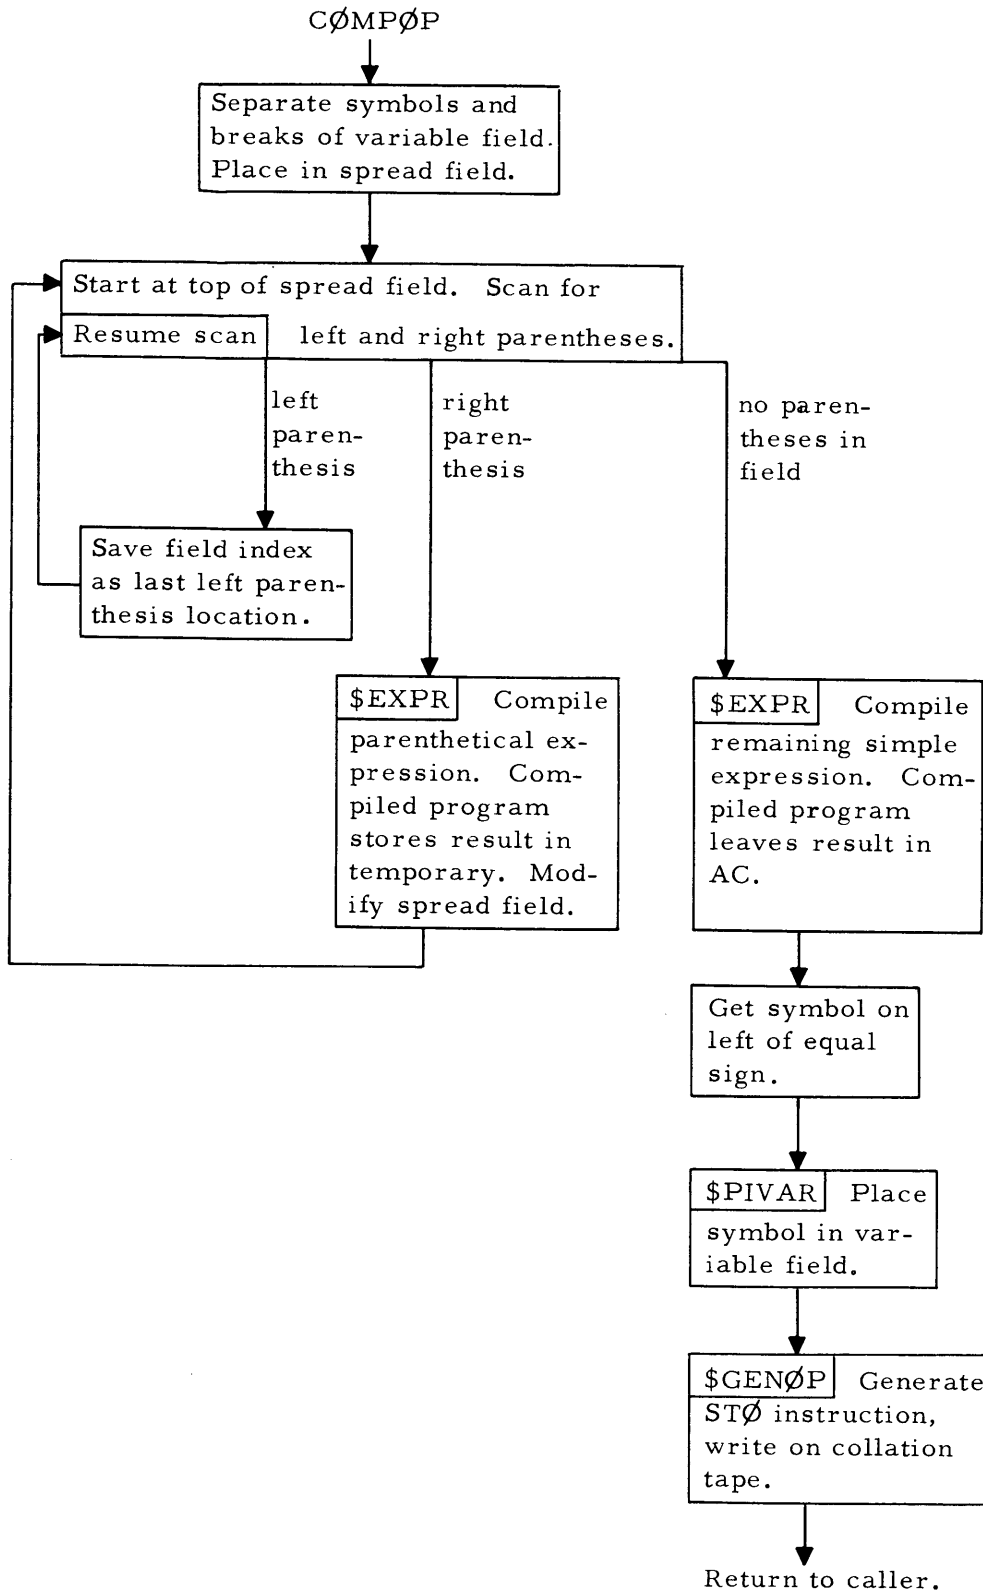 CØMPØP
Separate symbols and
breaks of variable field.
Place in spread field.
Start at top of spread field. Scan for
Resume scan left and right parentheses.
left
paren-
thesis
right
paren-
thesis
no paren-
theses in
field
Save field index
as last left paren-
thesis location.
$EXPR Compile
parenthetical ex-
pression. Com-
piled program
stores result in
temporary. Mod-
ify spread field.
$EXPR Compile
remaining simple
expression. Com-
piled program
leaves result in
AC.
Get symbol on
left of equal
sign.
$PIVAR Place
symbol in var-
iable field.
$GENØP Generate
STØ instruction,
write on collation
tape.
Return to caller.